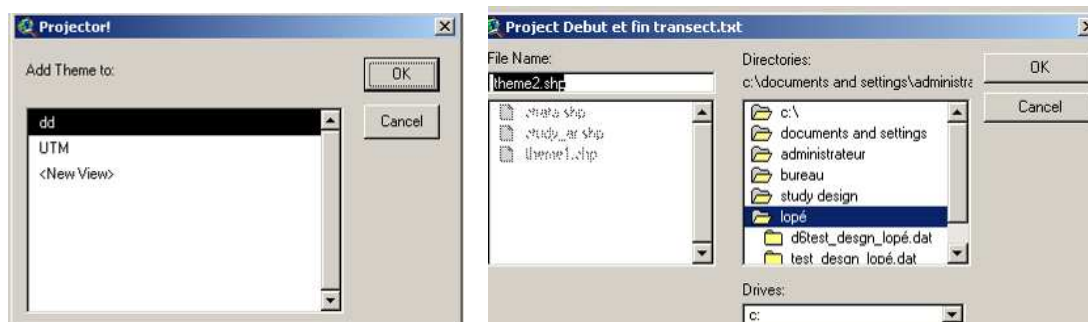 Projector!
Add Theme to:
OK
dd
Cancel
UTM
<New View>
Project Debut et fin transect.txt
File Name:
Directories:
OK
theme2.shp
c:\documents and settings\administra
Cancel
c:\
study_ar.shp
documents and settings
theme1.shp
administrateur
bureau
study design
lopé
d6test_desgn_lopé.dat
test_desgn_lopé.dat
Drives:
c: